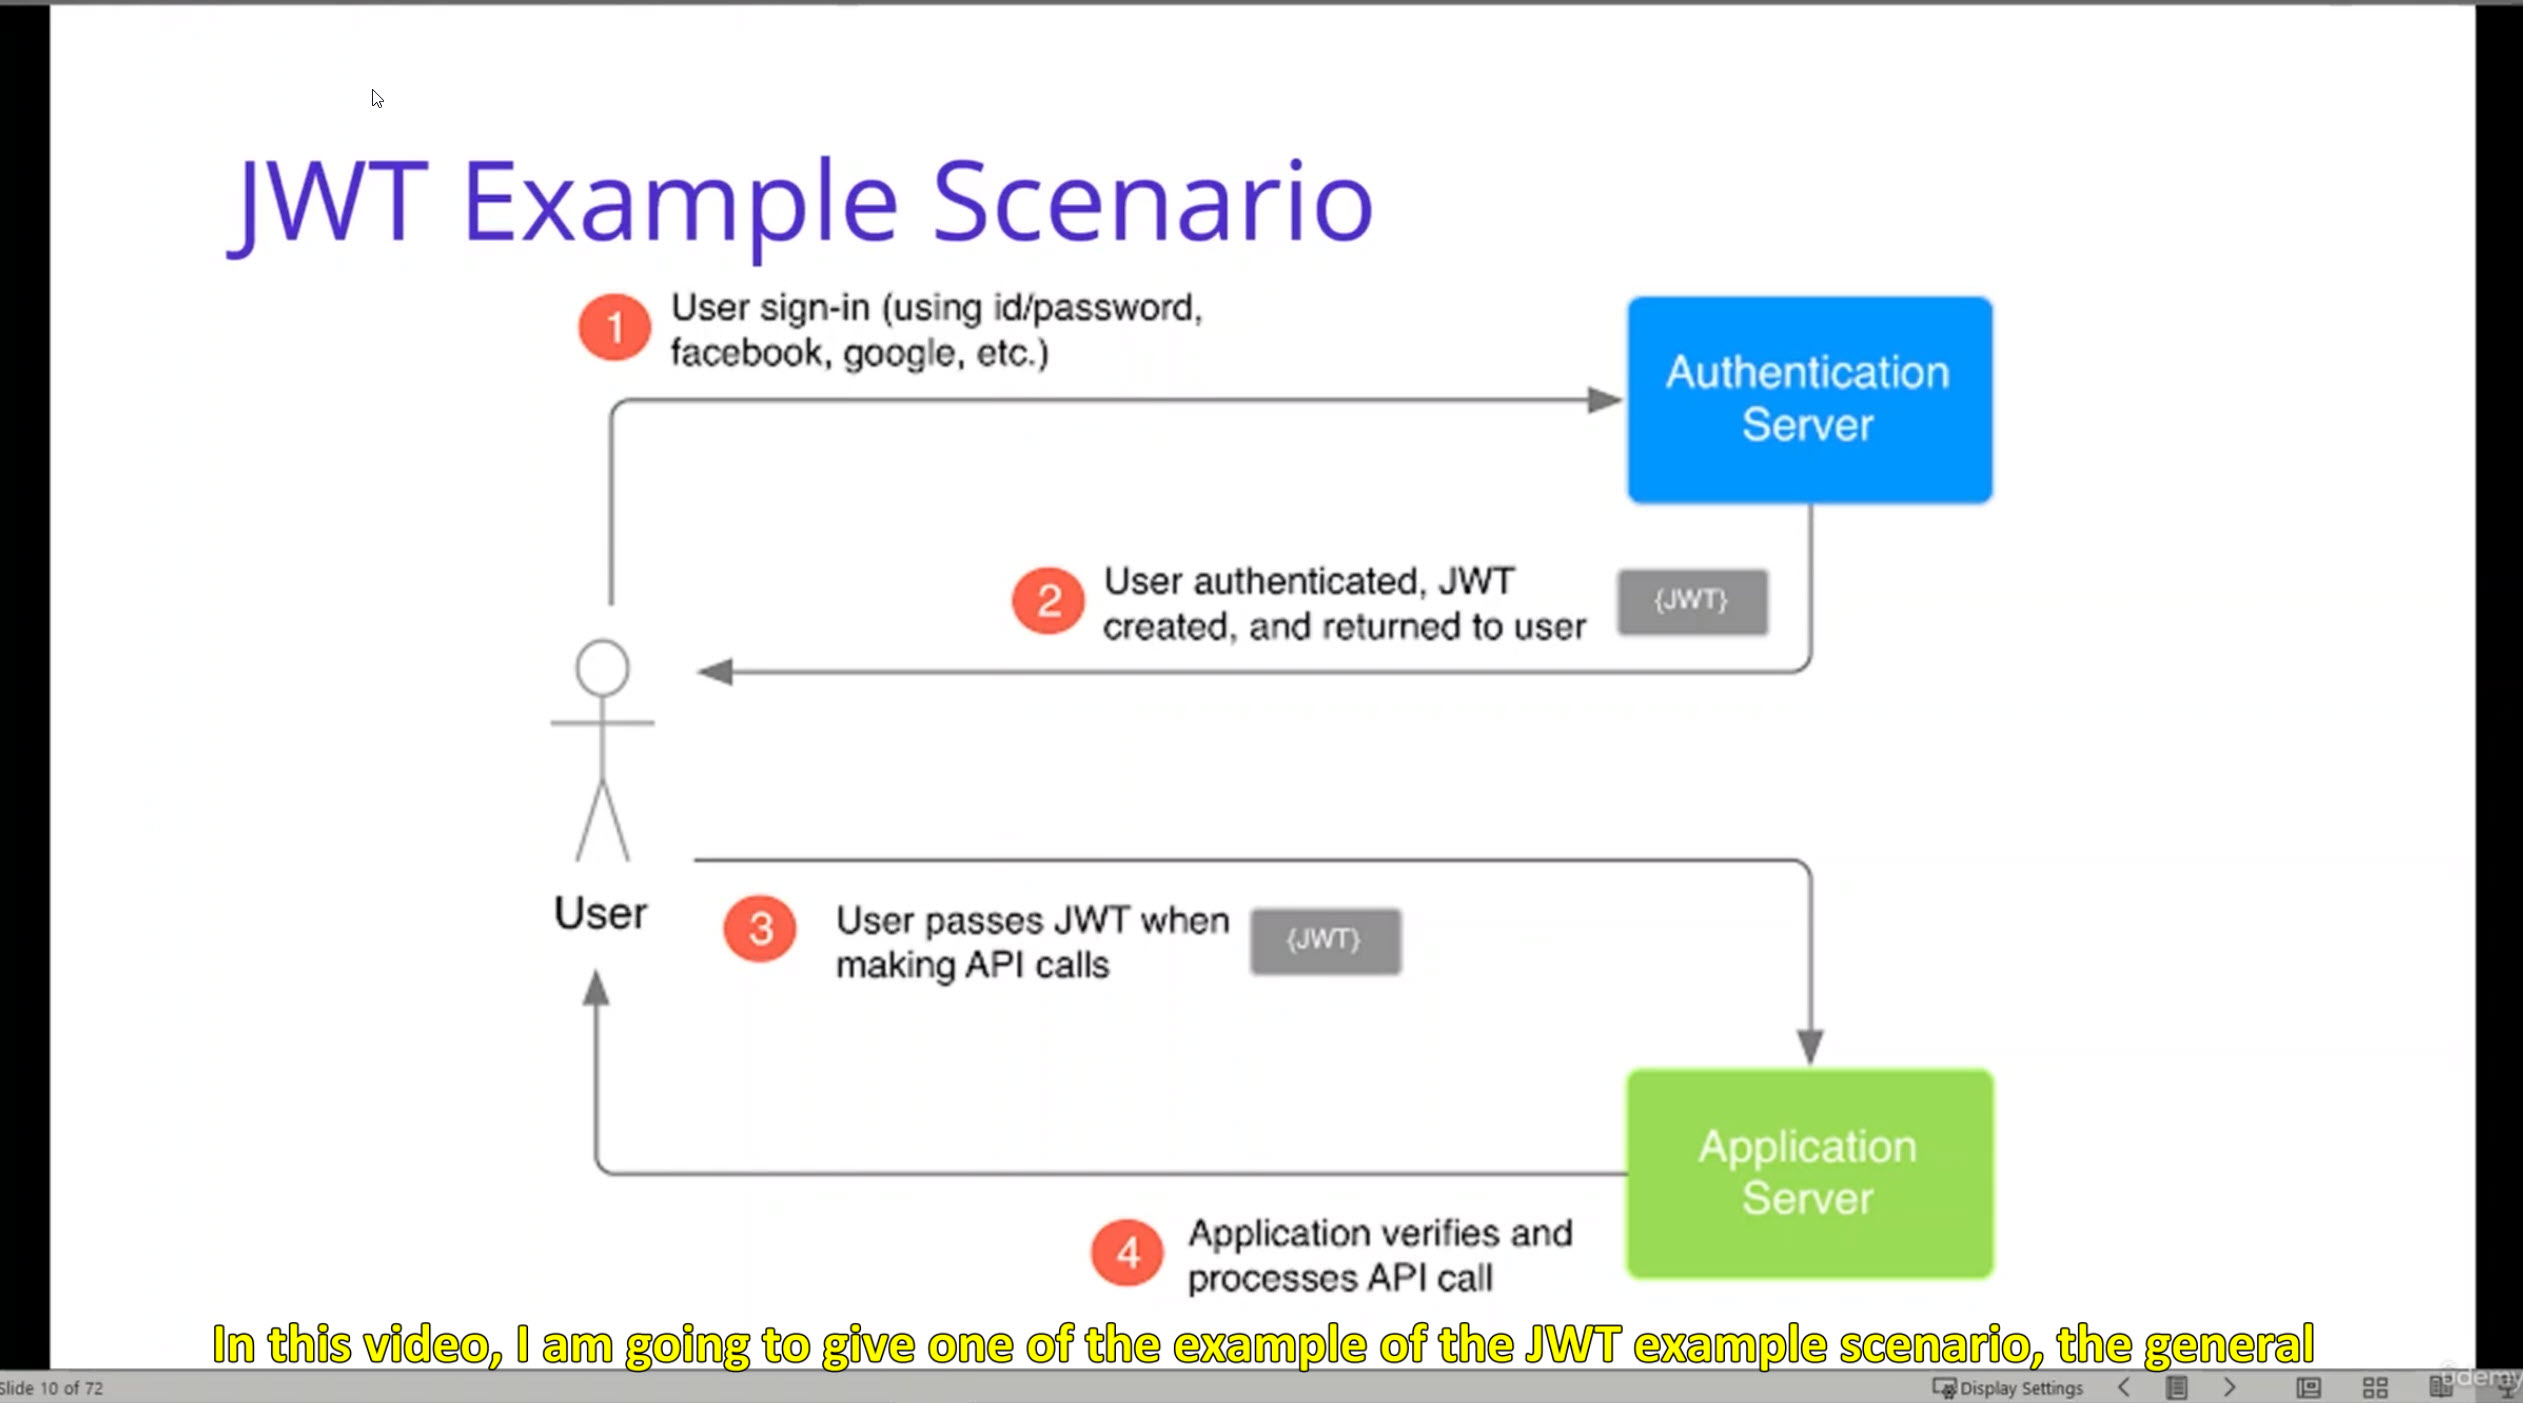 JWT Example Scenario
1
User sign-in (using id/password,
facebook, google, etc.)
Authentication
Server
2
User authenticated, JWT
created, and returned to user
{JWT}
User
3
User passes JWT when
making API calls
{JWT}
Application
Server
4
Application verifies and
processes API call
In this video, I am going to give one of the example of the JWT example scenario, the general
Slide 10 of 72
Display Settings
udemy